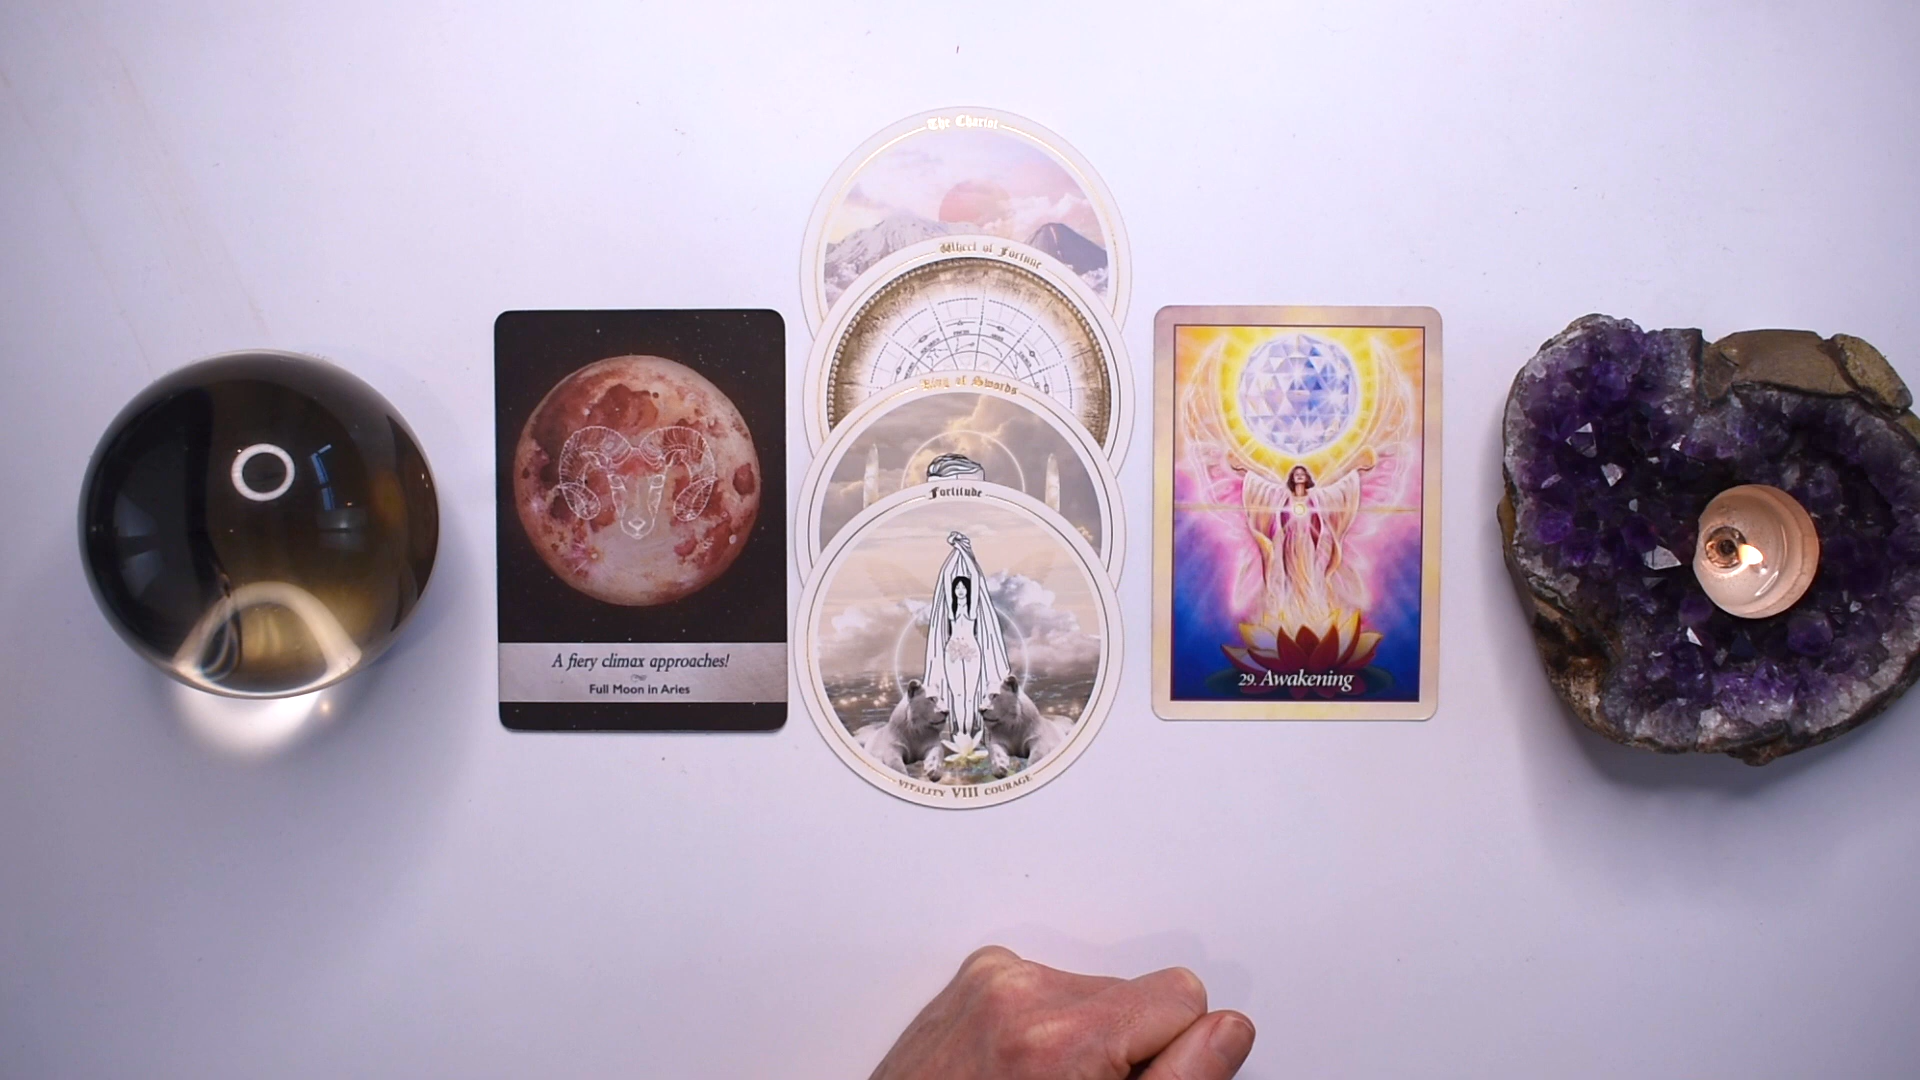 The Chariot
Wheel of Fortune
King of Swords
Fortitude
VITALITY VIII COURAGE
A fiery climax approaches!
Full Moon in Aries
29. Awakening